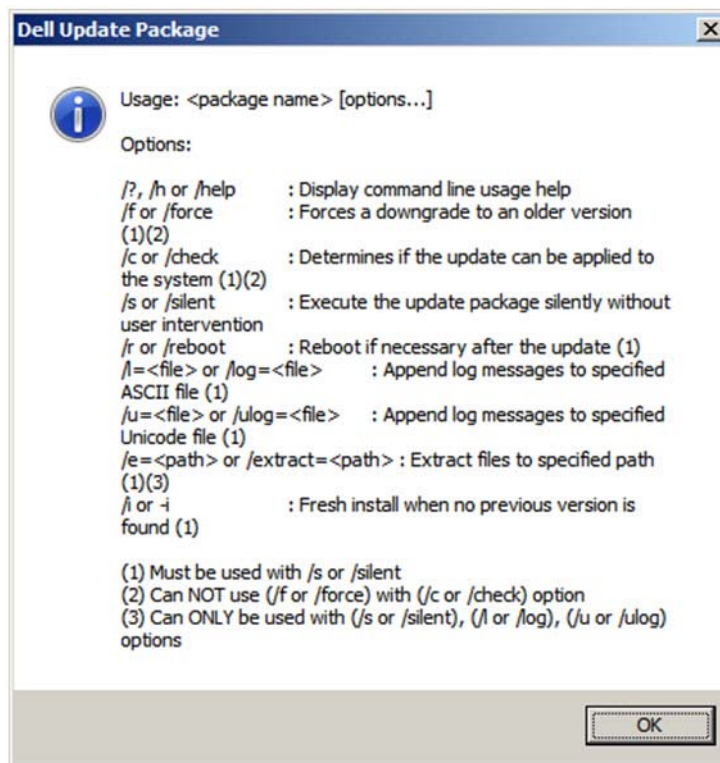 Dell Update Package
Usage: <package name> [options...]
Options:
/?, /h or /help : Display command line usage help
/f or /force : Forces a downgrade to an older version
(1)(2)
/c or /check : Determines if the update can be applied to
the system (1)(2)
/s or /silent : Execute the update package silently without
user intervention
/r or /reboot : Reboot if necessary after the update (1)
/l=<file> or /log=<file> : Append log messages to specified
ASCII file (1)
/u=<file> or /ulog=<file> : Append log messages to specified
Unicode file (1)
/e=<path> or /extract=<path> : Extract files to specified path
(1)(3)
/i or -i : Fresh install when no previous version is
found (1)
(1) Must be used with /s or /silent
(2) Can NOT use (/f or /force) with (/c or /check) option
(3) Can ONLY be used with (/s or /silent), (/l or /log), (/u or /ulog)
options
OK